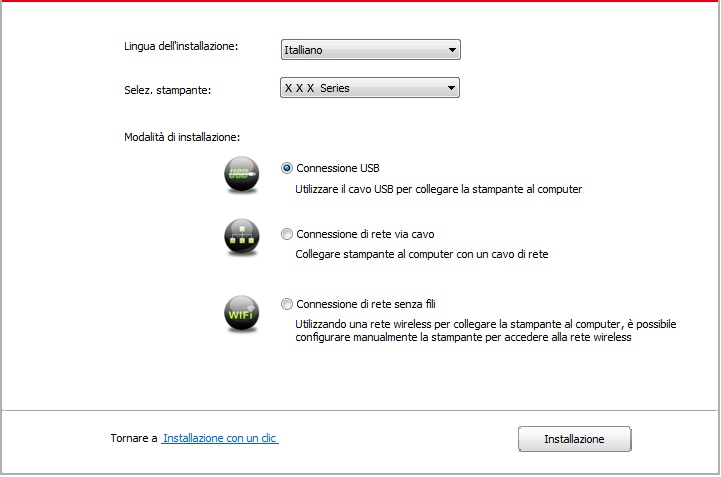 Lingua dell'installazione:
Italliano
Selez. stampante:
X X X Series
Modalità di installazione:
USB
Connessione USB
Utilizzare il cavo USB per collegare la stampante al computer
Connessione di rete via cavo
Collegare stampante al computer con un cavo di rete
WiFi
Connessione di rete senza fili
Utilizzando una rete wireless per collegare la stampante al computer, è possibile
configurare manualmente la stampante per accedere alla rete wireless
Tornare a Installazione con un clic
Installazione